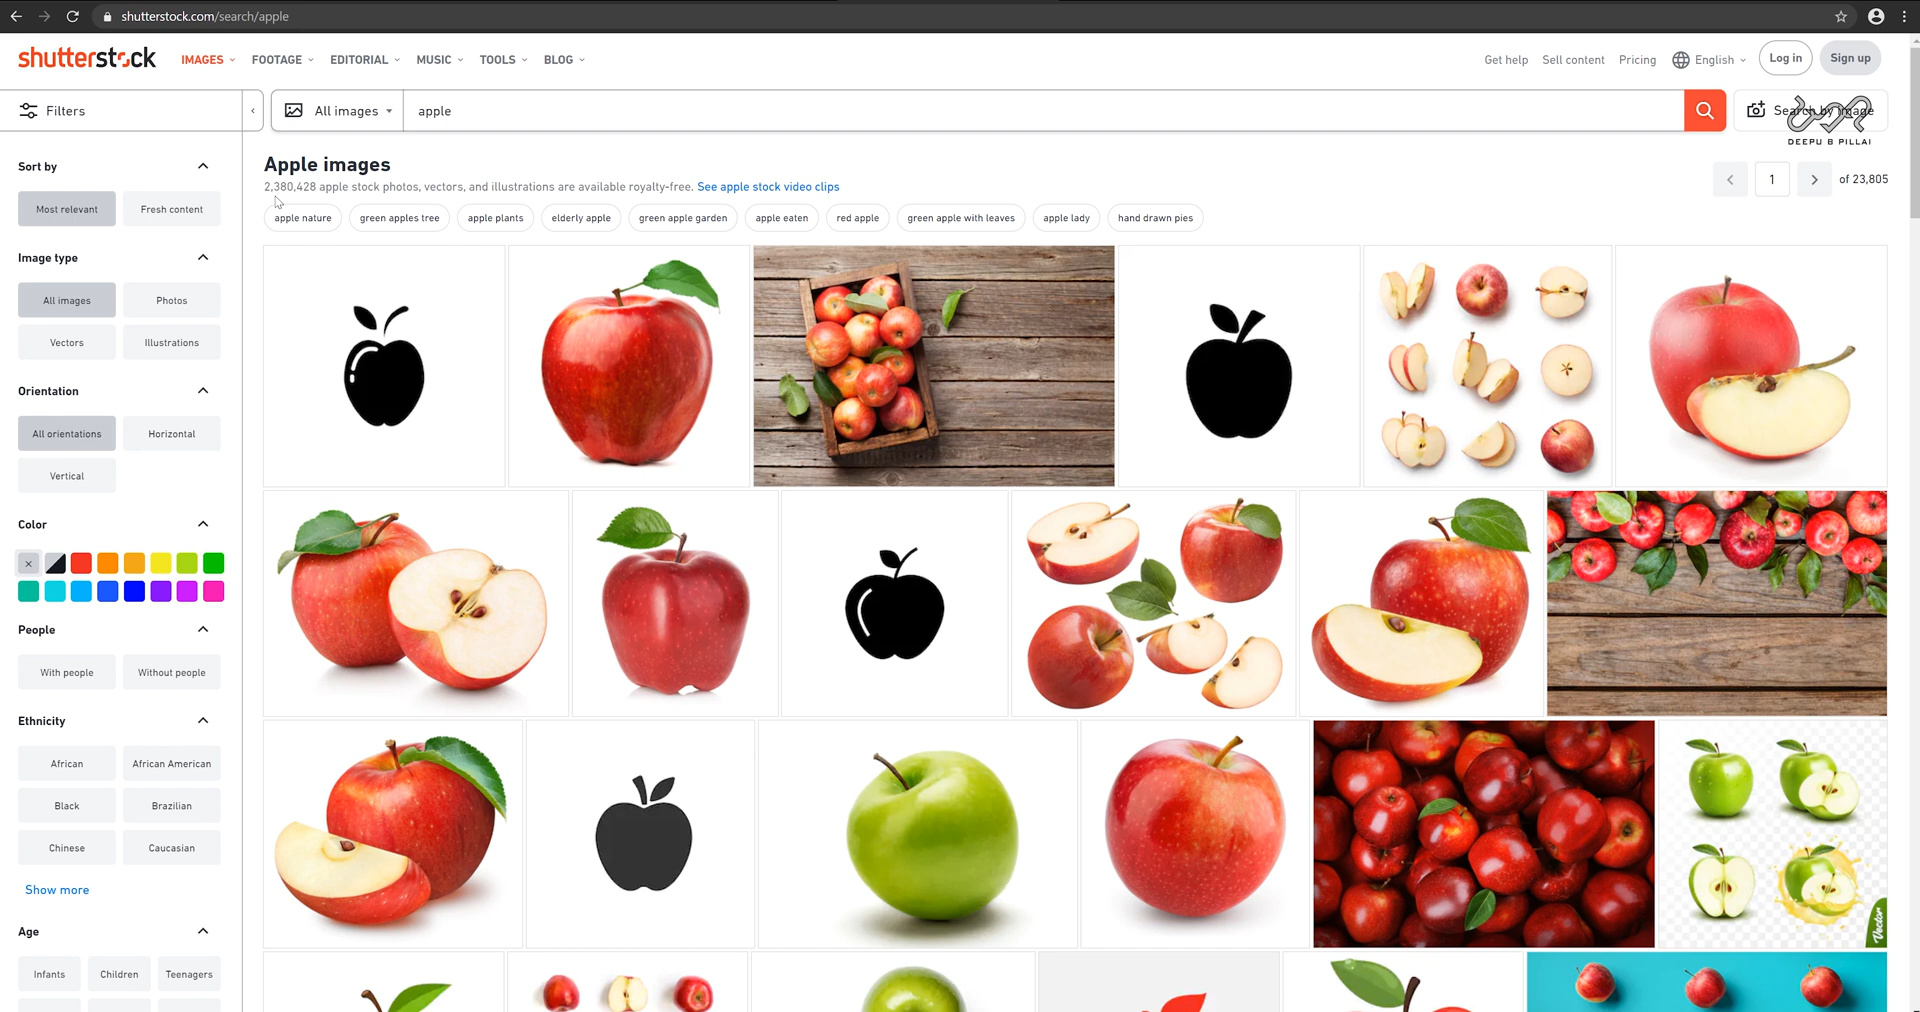 shutterstock.com/search/apple
shutterstock
IMAGES FOOTAGE EDITORIAL MUSIC TOOLS BLOG
Get help Sell content Pricing English Log in Sign up
Filters
All images apple
Search by image
DEEPU B PILLAI
Apple images
2,380,428 apple stock photos, vectors, and illustrations are available royalty-free. See apple stock video clips
1 of 23,805
apple nature green apples tree apple plants elderly apple green apple garden apple eaten red apple green apple with leaves apple lady hand drawn pies
Sort by
Most relevant Fresh content
Image type
All images Photos
Vectors Illustrations
Orientation
All orientations Horizontal
Vertical
Color
People
With people Without people
Ethnicity
African African American
Black Brazilian
Chinese Caucasian
Show more
Age
Infants Children Teenagers
Vector